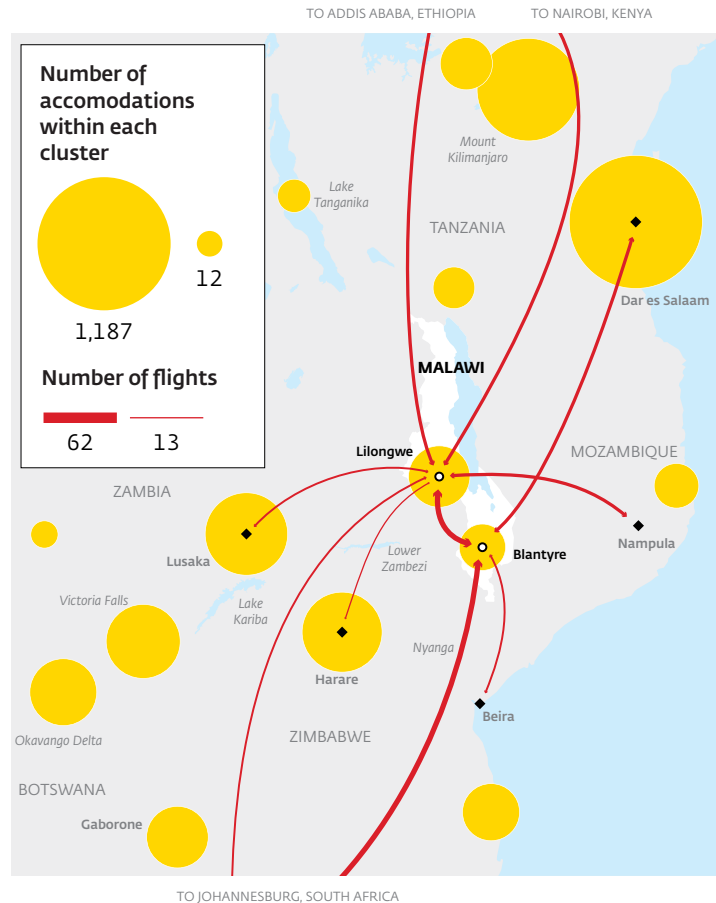 TO ADDIS ABABA, ETHIOPIA
TO NAIROBI, KENYA
Number of
accomodations
within each
cluster
12
1,187
Number of flights
62
13
Mount
Kilimanjaro
Lake
Tanganika
TANZANIA
Dar es Salaam
MALAWI
Lilongwe
MOZAMBIQUE
ZAMBIA
Lusaka
Nampula
Blantyre
Lower
Zambezi
Victoria Falls
Lake
Kariba
Nyanga
Harare
Beira
Okavango Delta
ZIMBABWE
BOTSWANA
Gaborone
TO JOHANNESBURG, SOUTH AFRICA